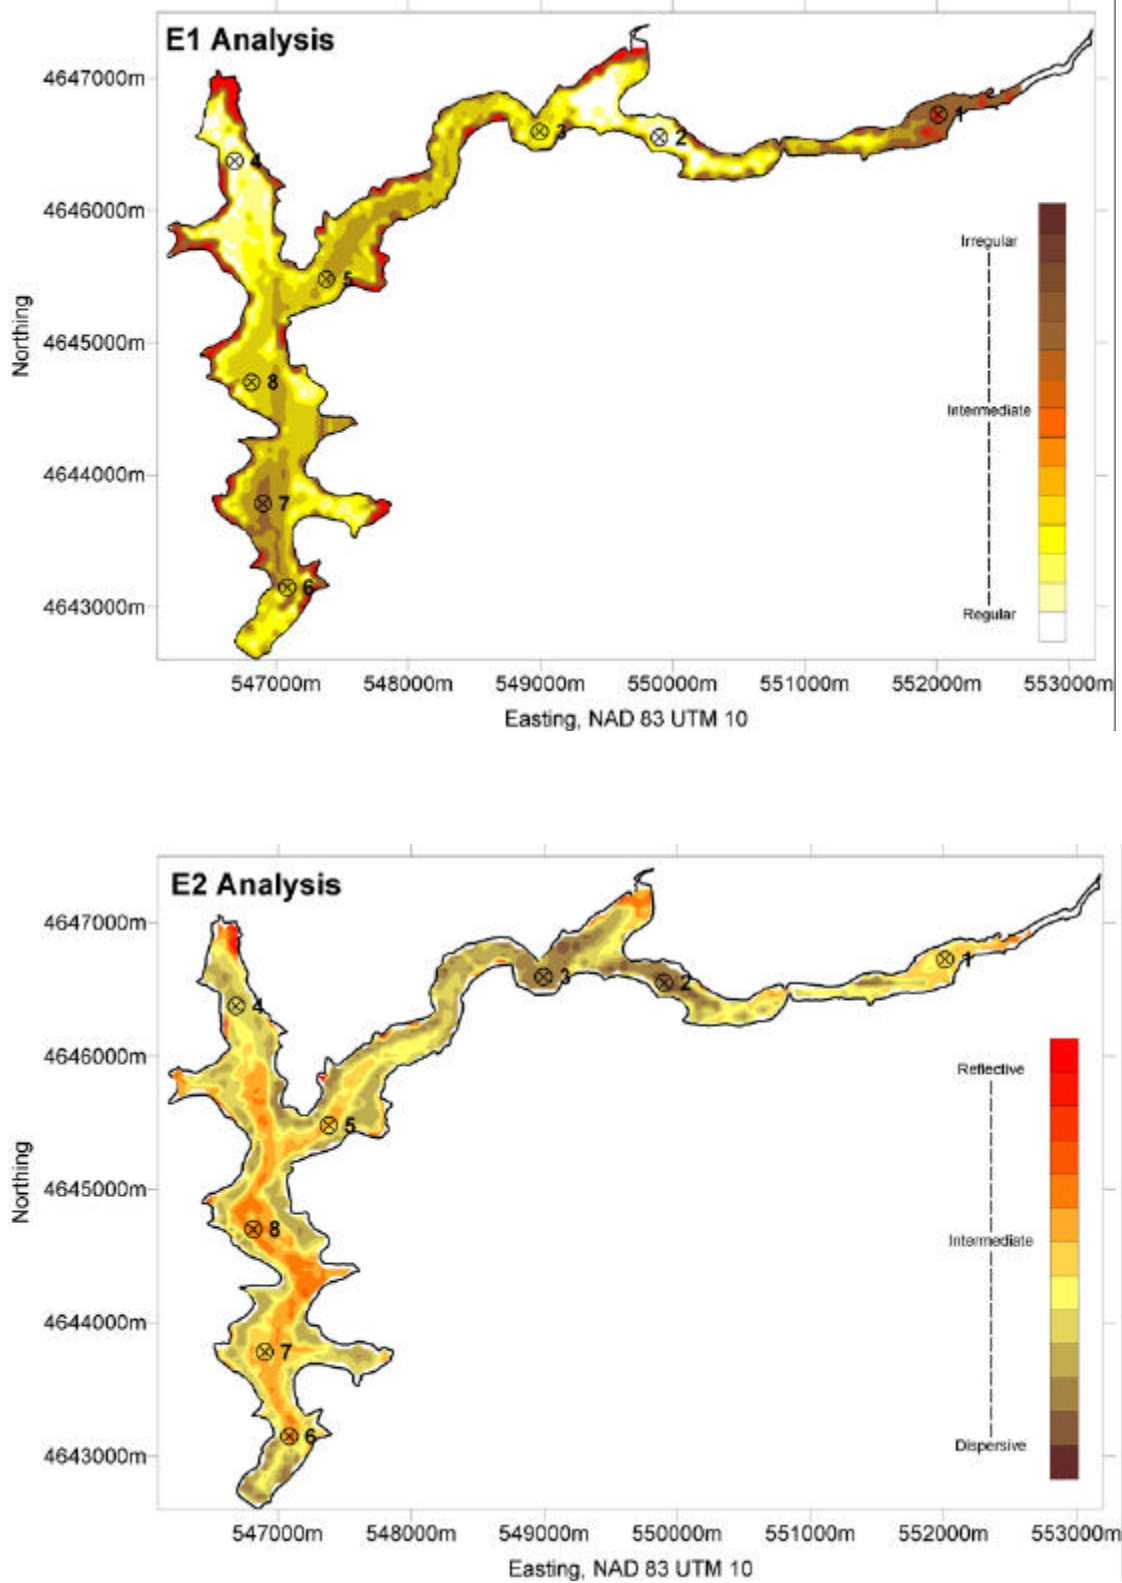 E1 Analysis
4647000m
4646000m
4645000m
4644000m
4643000m
Northing
1
2
3
4
5
8
7
6
Irregular
Intermediate
Regular
547000m 548000m 549000m 550000m 551000m 552000m 553000m
Easting, NAD 83 UTM 10
E2 Analysis
4647000m
4646000m
4645000m
4644000m
4643000m
Northing
1
2
3
4
5
8
7
6
Reflective
Intermediate
Dispersive
547000m 548000m 549000m 550000m 551000m 552000m 553000m
Easting, NAD 83 UTM 10